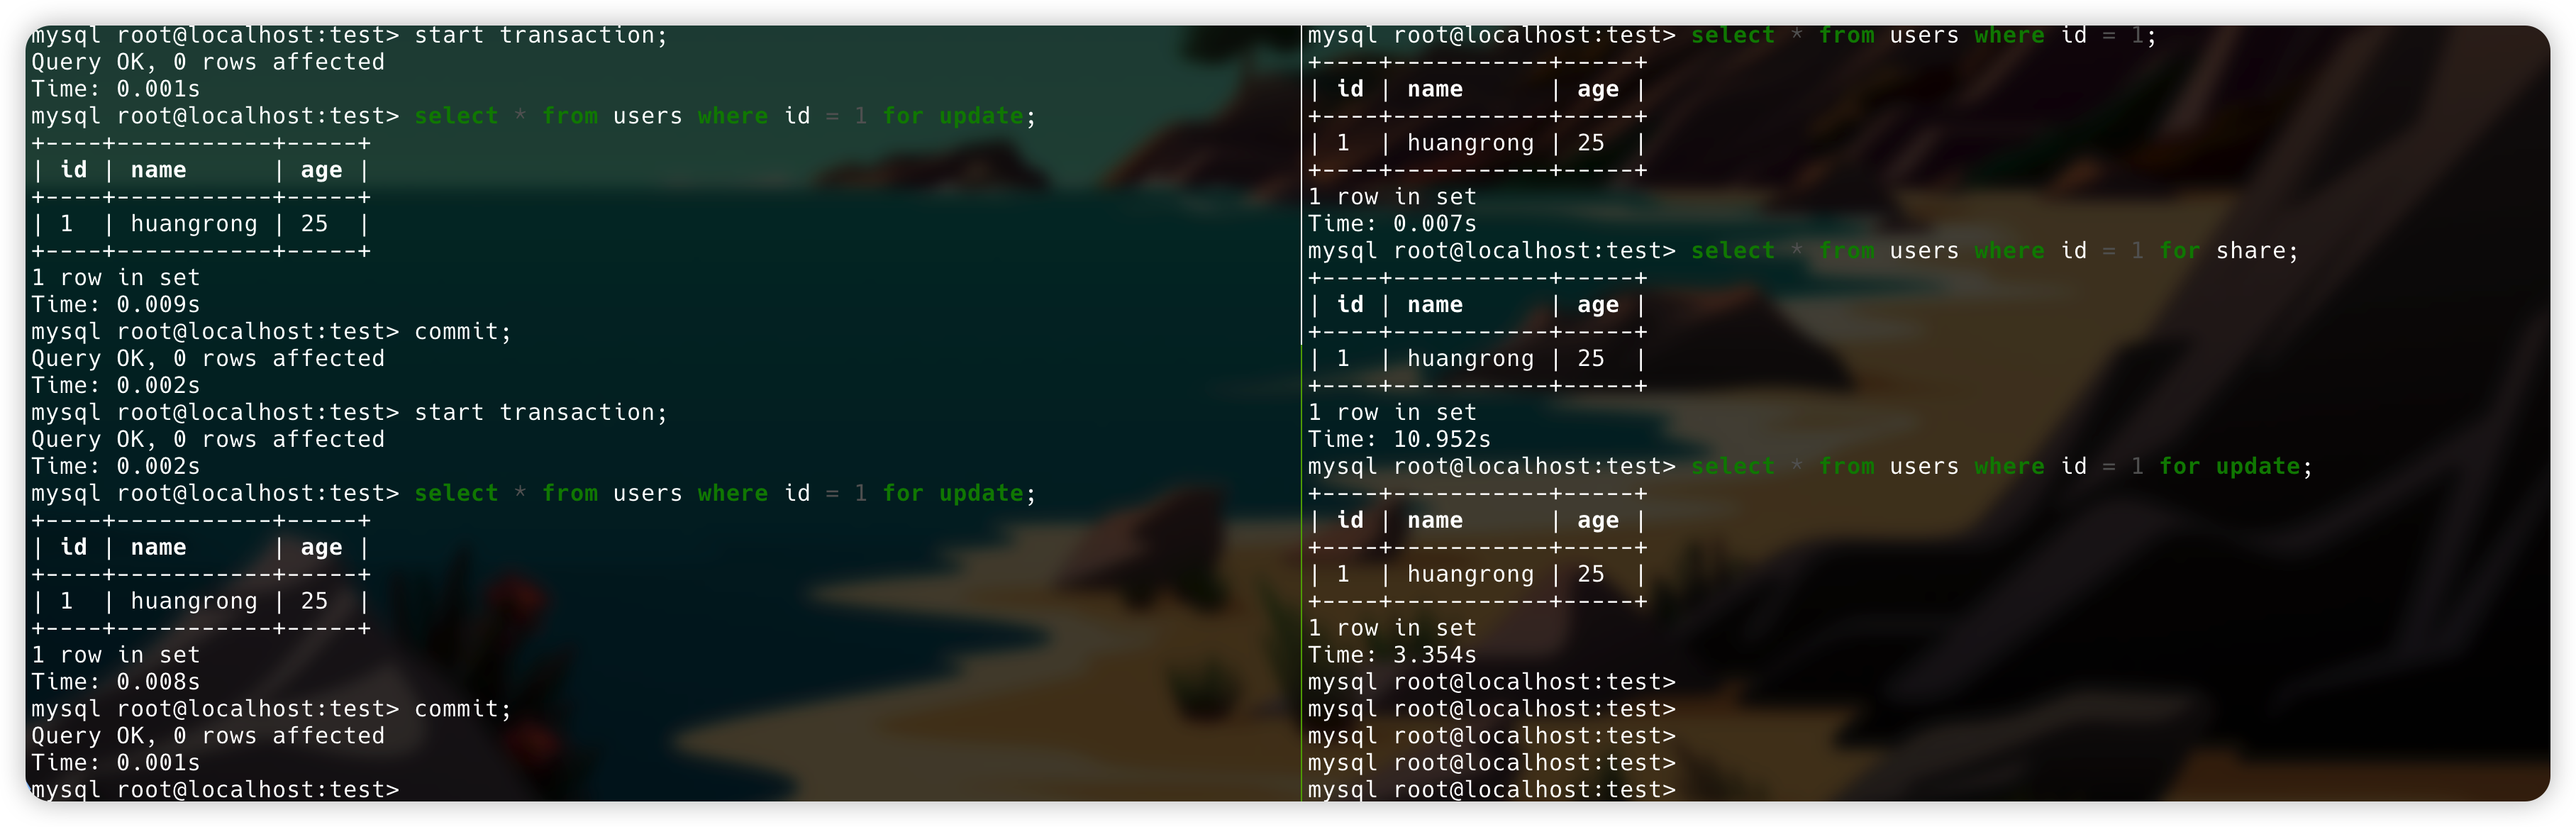 mysql root@localhost:test> start transaction;
Query OK, 0 rows affected
Time: 0.001s
mysql root@localhost:test> select * from users where id = 1 for update;
+----+-----------+-----+
| id | name      | age |
+----+-----------+-----+
| 1  | huangrong | 25  |
+----+-----------+-----+
1 row in set
Time: 0.009s
mysql root@localhost:test> commit;
Query OK, 0 rows affected
Time: 0.002s
mysql root@localhost:test> start transaction;
Query OK, 0 rows affected
Time: 0.002s
mysql root@localhost:test> select * from users where id = 1 for update;
+----+-----------+-----+
| id | name      | age |
+----+-----------+-----+
| 1  | huangrong | 25  |
+----+-----------+-----+
1 row in set
Time: 0.008s
mysql root@localhost:test> commit;
Query OK, 0 rows affected
Time: 0.001s
mysql root@localhost:test>
mysql root@localhost:test> select * from users where id = 1;
+----+-----------+-----+
| id | name      | age |
+----+-----------+-----+
| 1  | huangrong | 25  |
+----+-----------+-----+
1 row in set
Time: 0.007s
mysql root@localhost:test> select * from users where id = 1 for share;
+----+-----------+-----+
| id | name      | age |
+----+-----------+-----+
| 1  | huangrong | 25  |
+----+-----------+-----+
1 row in set
Time: 10.952s
mysql root@localhost:test> select * from users where id = 1 for update;
+----+-----------+-----+
| id | name      | age |
+----+-----------+-----+
| 1  | huangrong | 25  |
+----+-----------+-----+
1 row in set
Time: 3.354s
mysql root@localhost:test>
mysql root@localhost:test>
mysql root@localhost:test>
mysql root@localhost:test>
mysql root@localhost:test>